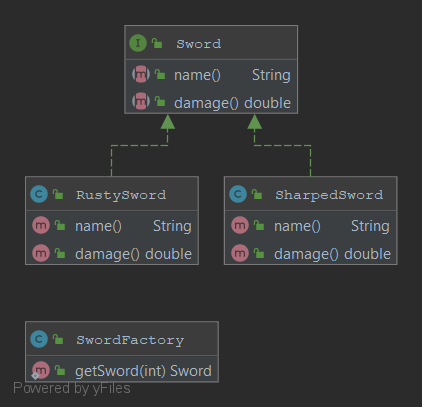 I Sword
m name() String
m damage() double
C RustySword
m name() String
m damage() double
C SharpedSword
m name() String
m damage() double
C SwordFactory
m getSword(int) Sword
Powered by yFiles